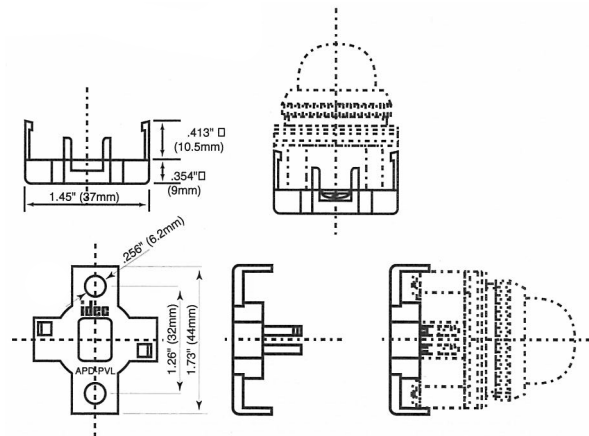 .413" □
(10.5mm)
.354"□
(9mm)
1.45" (37mm)
.256" (6.2mm)
idec
APD PVL
1.26" (32mm)
1.73" (44mm)